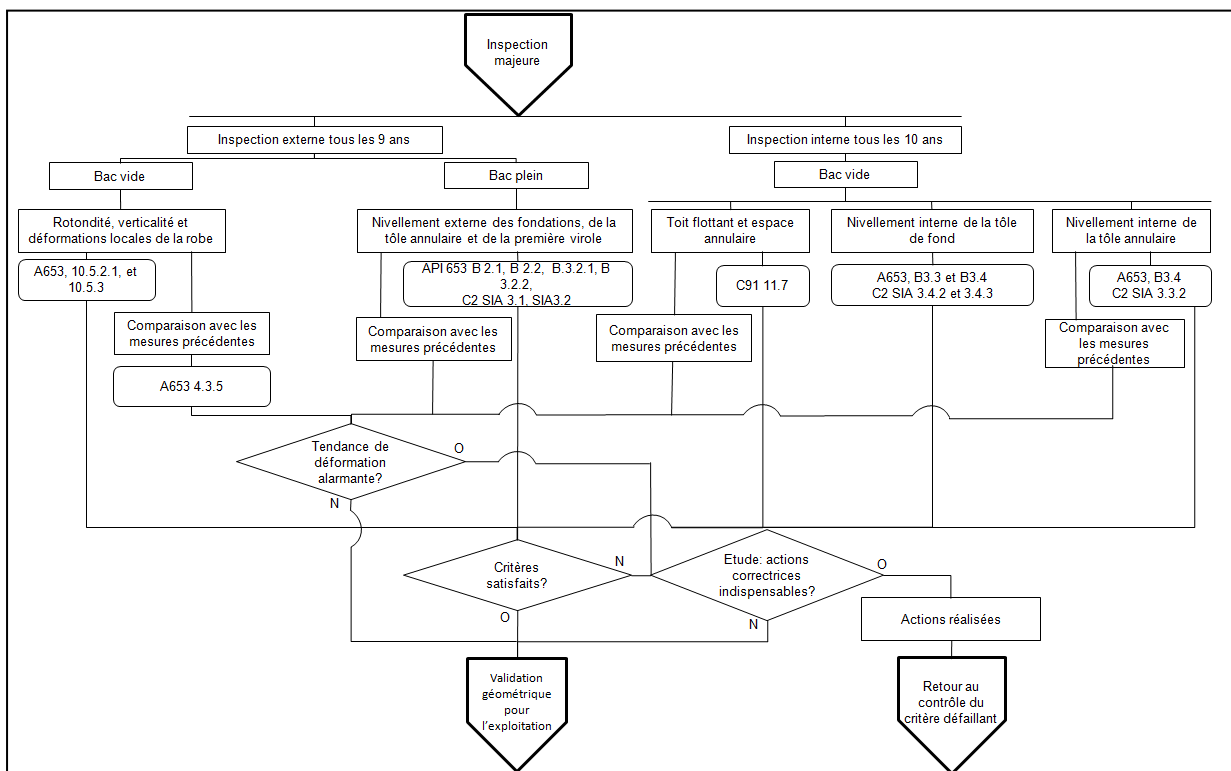 Inspection
majeure
Inspection externe tous les 9 ans
Inspection interne tous les 10 ans
Bac vide
Bac plein
Bac vide
Rotondité, verticalité et
déformations locales de la robe
Nivellement externe des fondations, de la
tôle annulaire et de la première virole
Toit flottant et espace
annulaire
Nivellement interne de la tôle
de fond
Nivellement interne de
la tôle annulaire
A653, 10.5.2.1, et
10.5.3
API 653 B 2.1, B 2.2, B.3.2.1, B
3.2.2,
C2 SIA 3.1, SIA3.2
C91 11.7
A653, B3.3 et B3.4
C2 SIA 3.4.2 et 3.4.3
A653, B3.4
C2 SIA 3.3.2
Comparaison avec les
mesures précédentes
Comparaison avec les
mesures précédentes
Comparaison avec les
mesures précédentes
Comparaison avec
les mesures
précédentes
A653 4.3.5
Tendance de
déformation
alarmante?
O
N
Critères
satisfaits?
N
O
Etude: actions
correctrices
indispensables?
O
N
Actions réalisées
Validation
géométrique
pour
l'exploitation
Retour au
contrôle du
critère défaillant